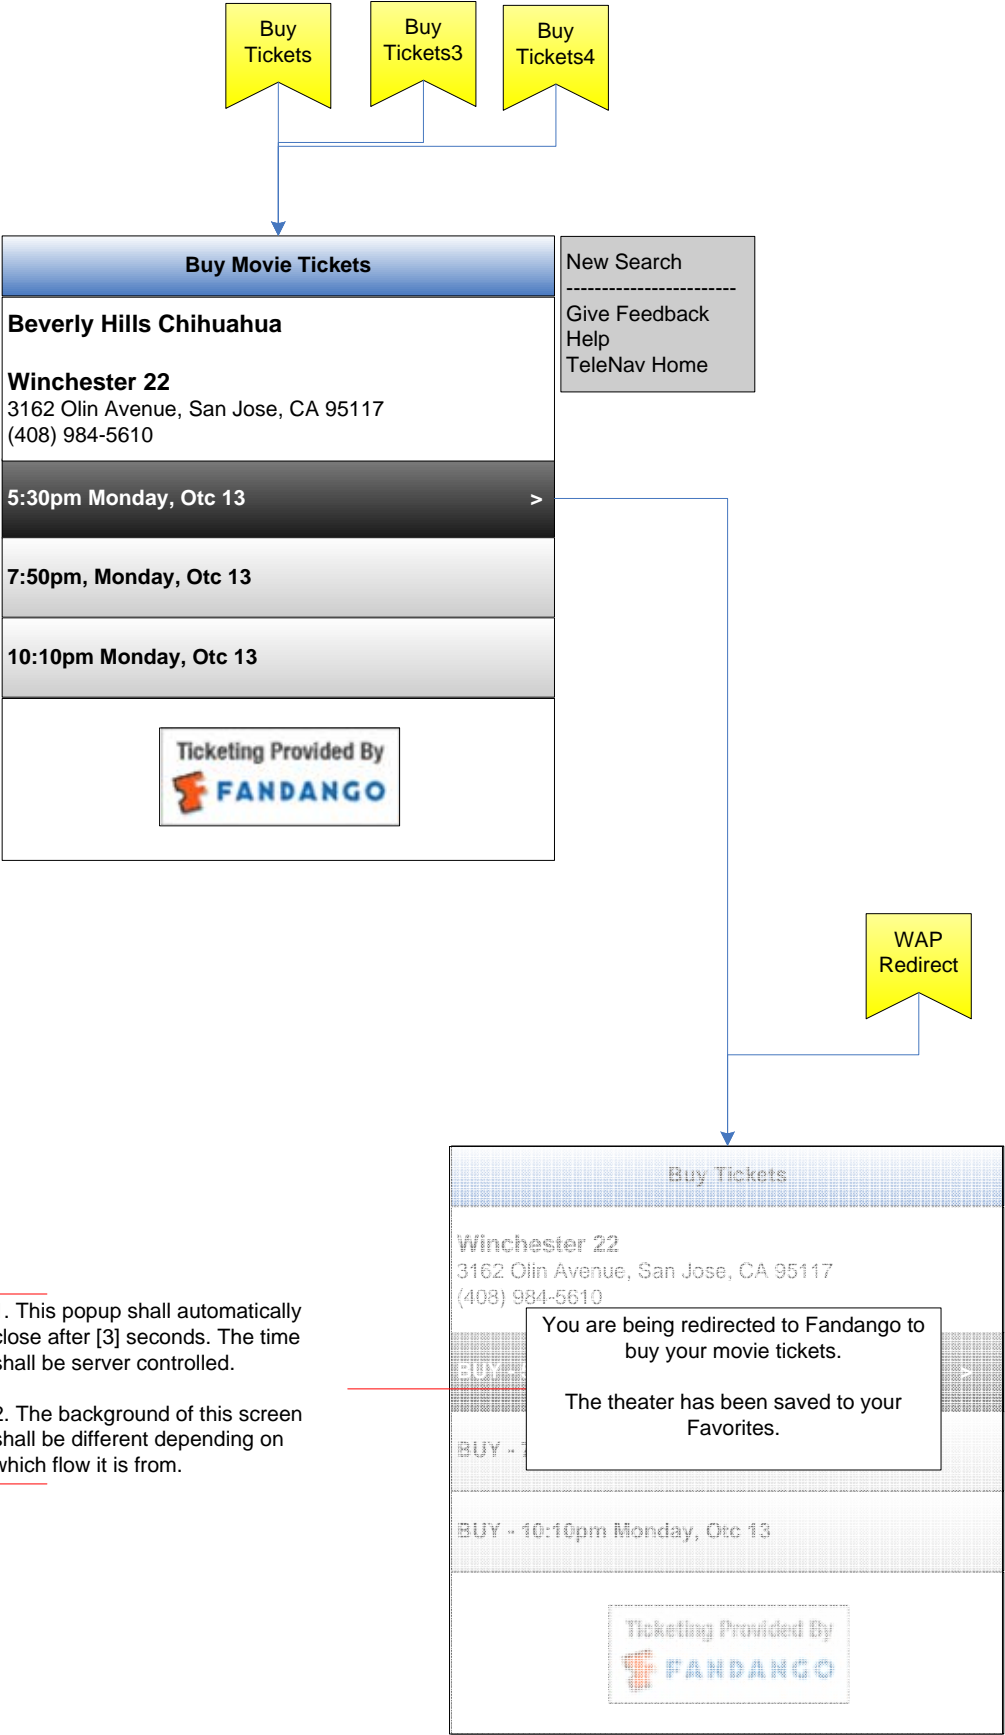 Buy
Tickets
Buy
Tickets3
Buy
Tickets4
Buy Movie Tickets
New Search
------------------------
Give Feedback
Help
TeleNav Home
Beverly Hills Chihuahua
Winchester 22
3162 Olin Avenue, San Jose, CA 95117
(408) 984-5610
5:30pm Monday, Otc 13 >
7:50pm, Monday, Otc 13
10:10pm Monday, Otc 13
Ticketing Provided By
FANDANGO
WAP
Redirect
Buy Tickets
Winchester 22
3162 Olin Avenue, San Jose, CA 95117
(408) 984-5610
. This popup shall automatically
close after [3] seconds. The time
shall be server controlled.
2. The background of this screen
shall be different depending on
which flow it is from.
You are being redirected to Fandango to
buy your movie tickets.
The theater has been saved to your
Favorites.
BUY - >
BUY - 7
BUY - 10:10pm Monday, Otc 13
Ticketing Provided By
FANDANGO